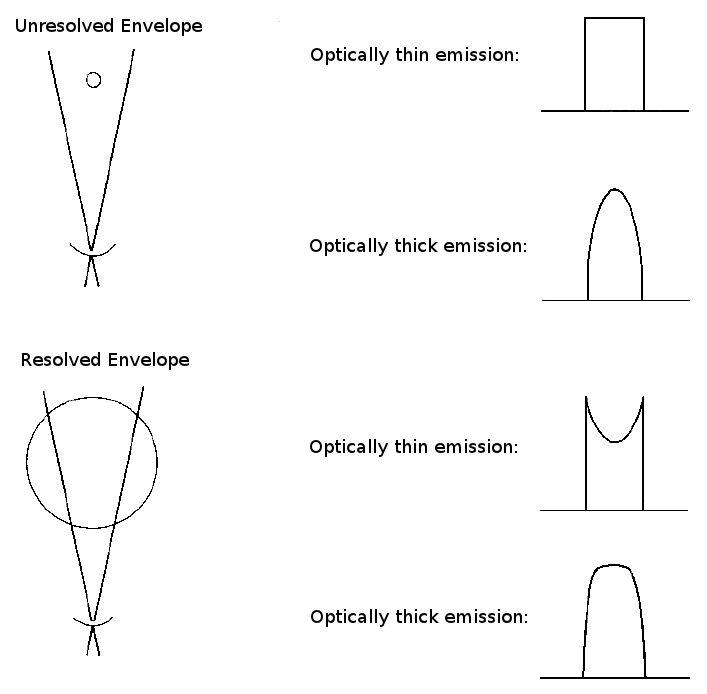 Unresolved Envelope
Optically thin emission:
Optically thick emission:
Resolved Envelope
Optically thin emission:
Optically thick emission: